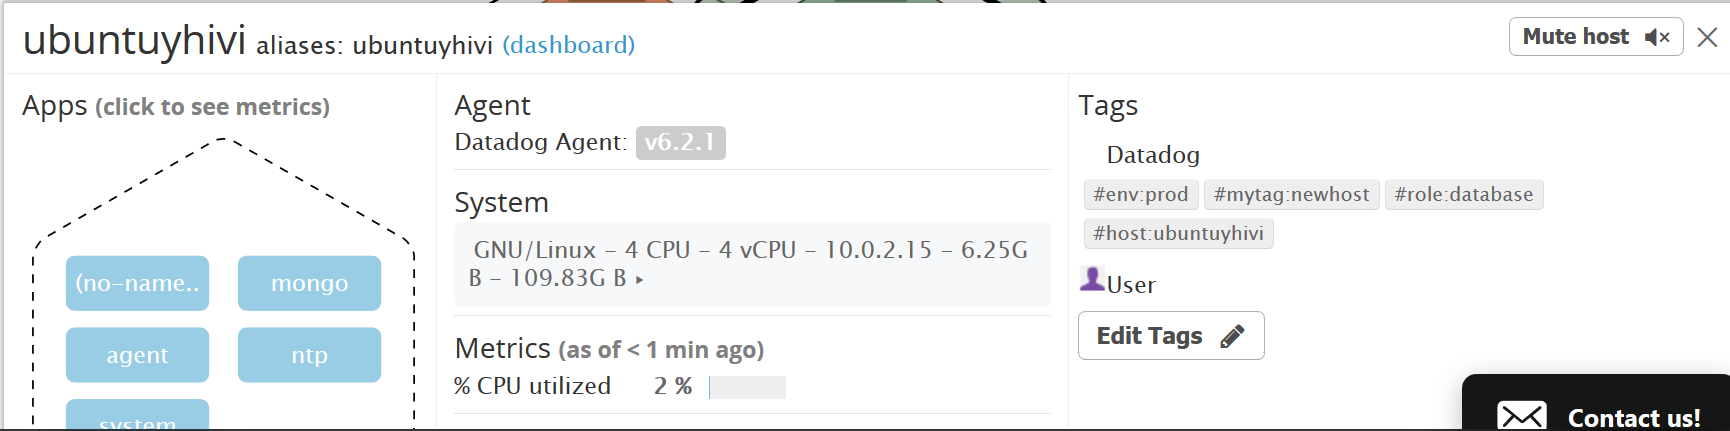 ubuntuyhivi aliases: ubuntuyhivi (dashboard)
Mute host
Apps (click to see metrics)
(no-name..
mongo
agent
ntp
system
Agent
Datadog Agent: v6.2.1
System
GNU/Linux - 4 CPU - 4 vCPU - 10.0.2.15 - 6.25G
B - 109.83G B
Metrics (as of < 1 min ago)
% CPU utilized 2 %
Tags
Datadog
#env:prod #mytag:newhost #role:database
#host:ubuntuyhivi
User
Edit Tags
Contact us!